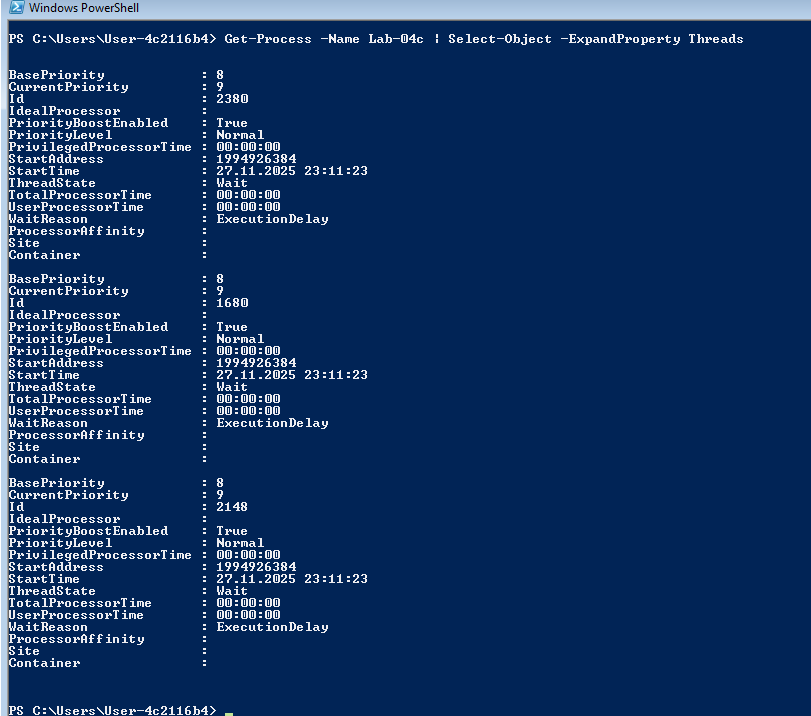 Windows PowerShell
PS C:\Users\User-4c2116b4> Get-Process -Name Lab-04c | Select-Object -ExpandProperty Threads
BasePriority : 8
CurrentPriority : 9
Id : 2380
IdealProcessor :
PriorityBoostEnabled : True
PriorityLevel : Normal
PrivilegedProcessorTime : 00:00:00
StartAddress : 1994926384
StartTime : 27.11.2025 23:11:23
ThreadState : Wait
TotalProcessorTime : 00:00:00
UserProcessorTime : 00:00:00
WaitReason : ExecutionDelay
ProcessorAffinity :
Site :
Container :
BasePriority : 8
CurrentPriority : 9
Id : 1680
IdealProcessor :
PriorityBoostEnabled : True
PriorityLevel : Normal
PrivilegedProcessorTime : 00:00:00
StartAddress : 1994926384
StartTime : 27.11.2025 23:11:23
ThreadState : Wait
TotalProcessorTime : 00:00:00
UserProcessorTime : 00:00:00
WaitReason : ExecutionDelay
ProcessorAffinity :
Site :
Container :
BasePriority : 8
CurrentPriority : 9
Id : 2148
IdealProcessor :
PriorityBoostEnabled : True
PriorityLevel : Normal
PrivilegedProcessorTime : 00:00:00
StartAddress : 1994926384
StartTime : 27.11.2025 23:11:23
ThreadState : Wait
TotalProcessorTime : 00:00:00
UserProcessorTime : 00:00:00
WaitReason : ExecutionDelay
ProcessorAffinity :
Site :
Container :
PS C:\Users\User-4c2116b4> _